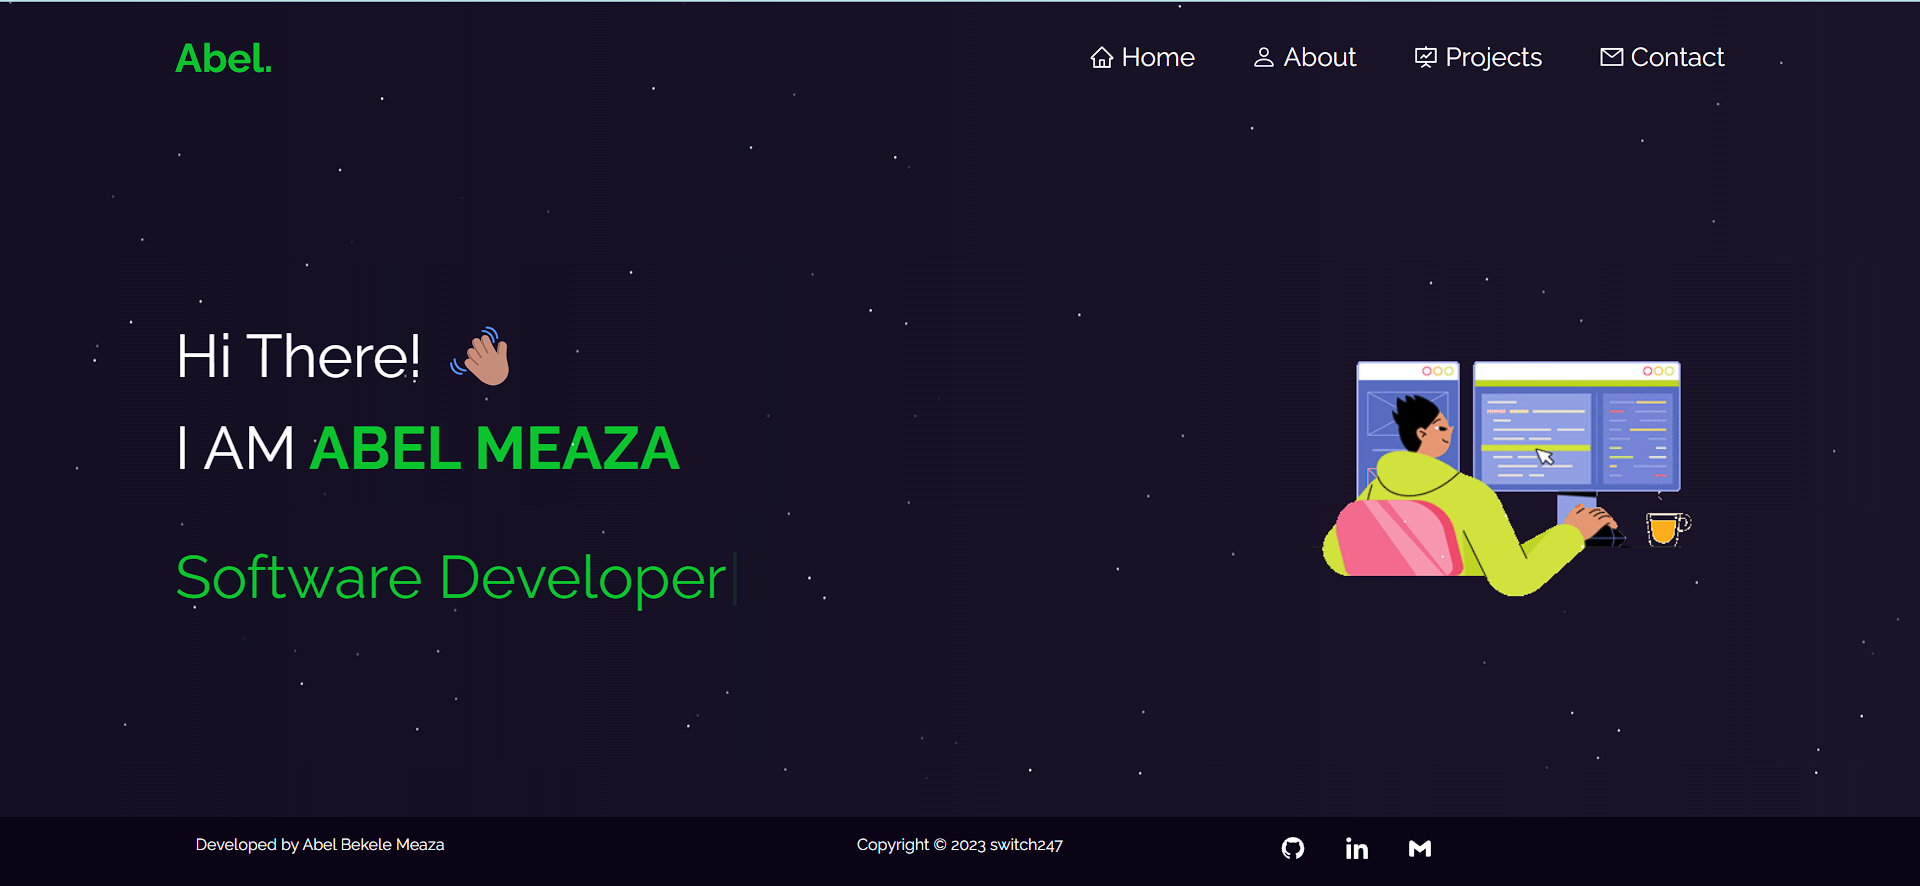 Abel.
Home About Projects Contact
Hi There!
I AM ABEL MEAZA
Software Developer
Developed by Abel Bekele Meaza
Copyright © 2023 switch247